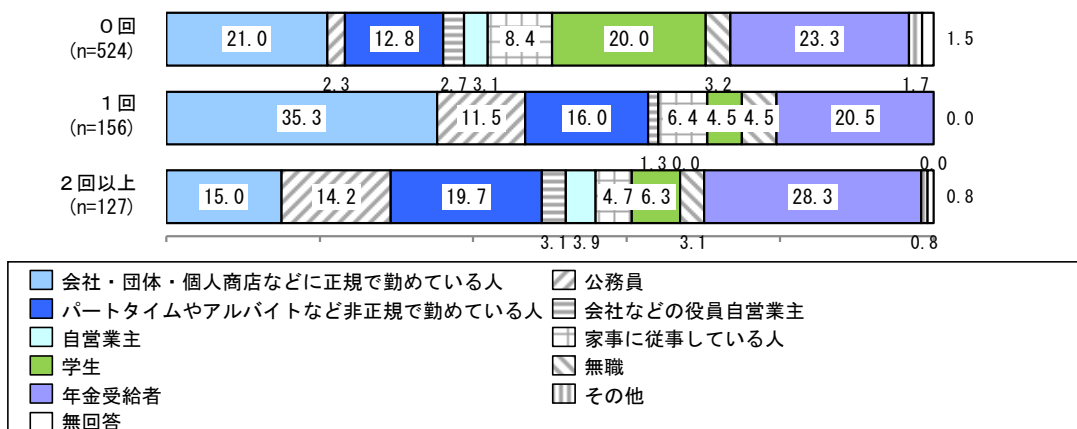 0回
(n=524)
21.0
12.8
8.4
20.0
23.3
1.5
2.3
2.7
3.1
3.2
1.7
1回
(n=156)
35.3
11.5
16.0
6.4
4.5
4.5
20.5
0.0
1.3
0.0
0.0
2回以上
(n=127)
15.0
14.2
19.7
4.7
6.3
28.3
0.8
3.1
3.9
3.1
0.8
会社・団体・個人商店などに正規で勤めている人
公務員
パートタイムやアルバイトなど非正規で勤めている人
会社などの役員自営業主
自営業主
家事に従事している人
学生
無職
年金受給者
その他
無回答